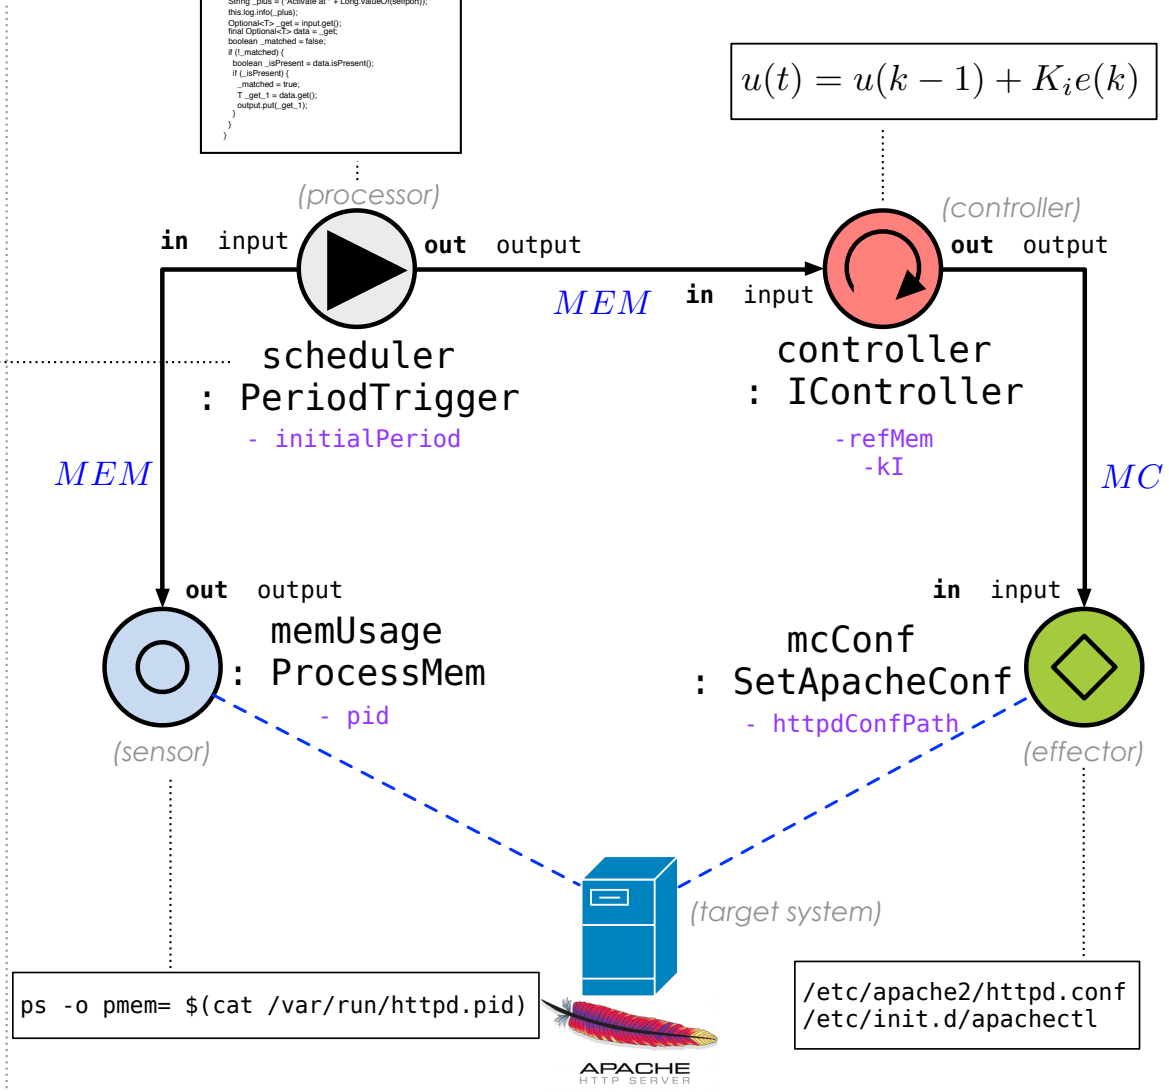 String _plus = ("Activate at " + Long.valueOf(selfport));
this.log.info(_plus);
Optional<T> _get = input.get();
final Optional<T> data = _get;
boolean _matched = false;
if (!_matched) {
boolean _isPresent = data.isPresent();
if (_isPresent) {
_matched = true;
T _get_1 = data.get();
output.put(_get_1);
}
}
}
u(t) = u(k − 1) + K_i e(k)
(processor)
(controller)
in input
out output
out output
MEM
in input
scheduler
: PeriodTrigger
- initialPeriod
controller
: IController
-refMem
-kI
MEM
MC
out output
in input
memUsage
: ProcessMem
- pid
mcConf
: SetApacheConf
- httpdConfPath
(sensor)
(effector)
(target system)
ps -o pmem= $(cat /var/run/httpd.pid)
/etc/apache2/httpd.conf
/etc/init.d/apachectl
APACHE
HTTP SERVER